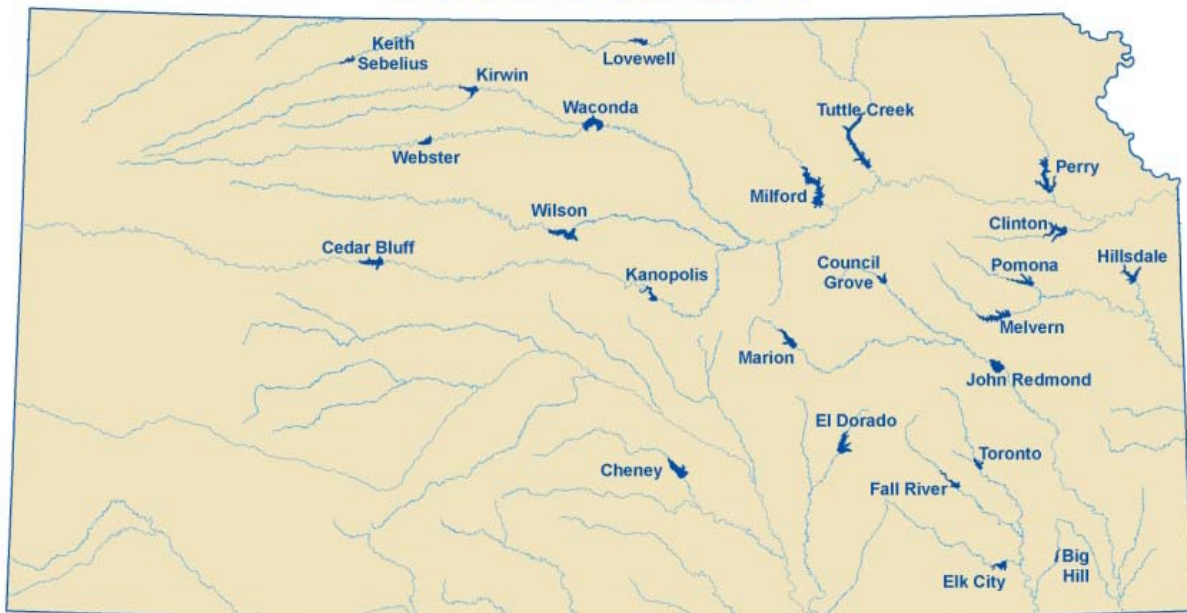 Keith
Sebelius
Lovewell
Kirwin
Waconda
Tuttle Creek
Webster
Perry
Milford
Wilson
Clinton
Cedar Bluff
Kanopolis
Council
Grove
Pomona
Hillsdale
Melvern
Marion
John Redmond
El Dorado
Toronto
Cheney
Fall River
Elk City
Big
Hill